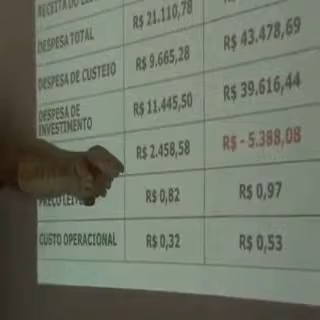 RECEITA DO
DESPESA TOTAL R$ 21.110,78
DESPESA DE CUSTEIO R$ 9.665,28 R$ 43.478,69
DESPESA DE
INVESTIMENTO R$ 11.445,50 R$ 39.616,44
R$ 2.458,58 R$ - 5.388,08
R$ 0,82 R$ 0,97
CUSTO OPERACIONAL R$ 0,32 R$ 0,53